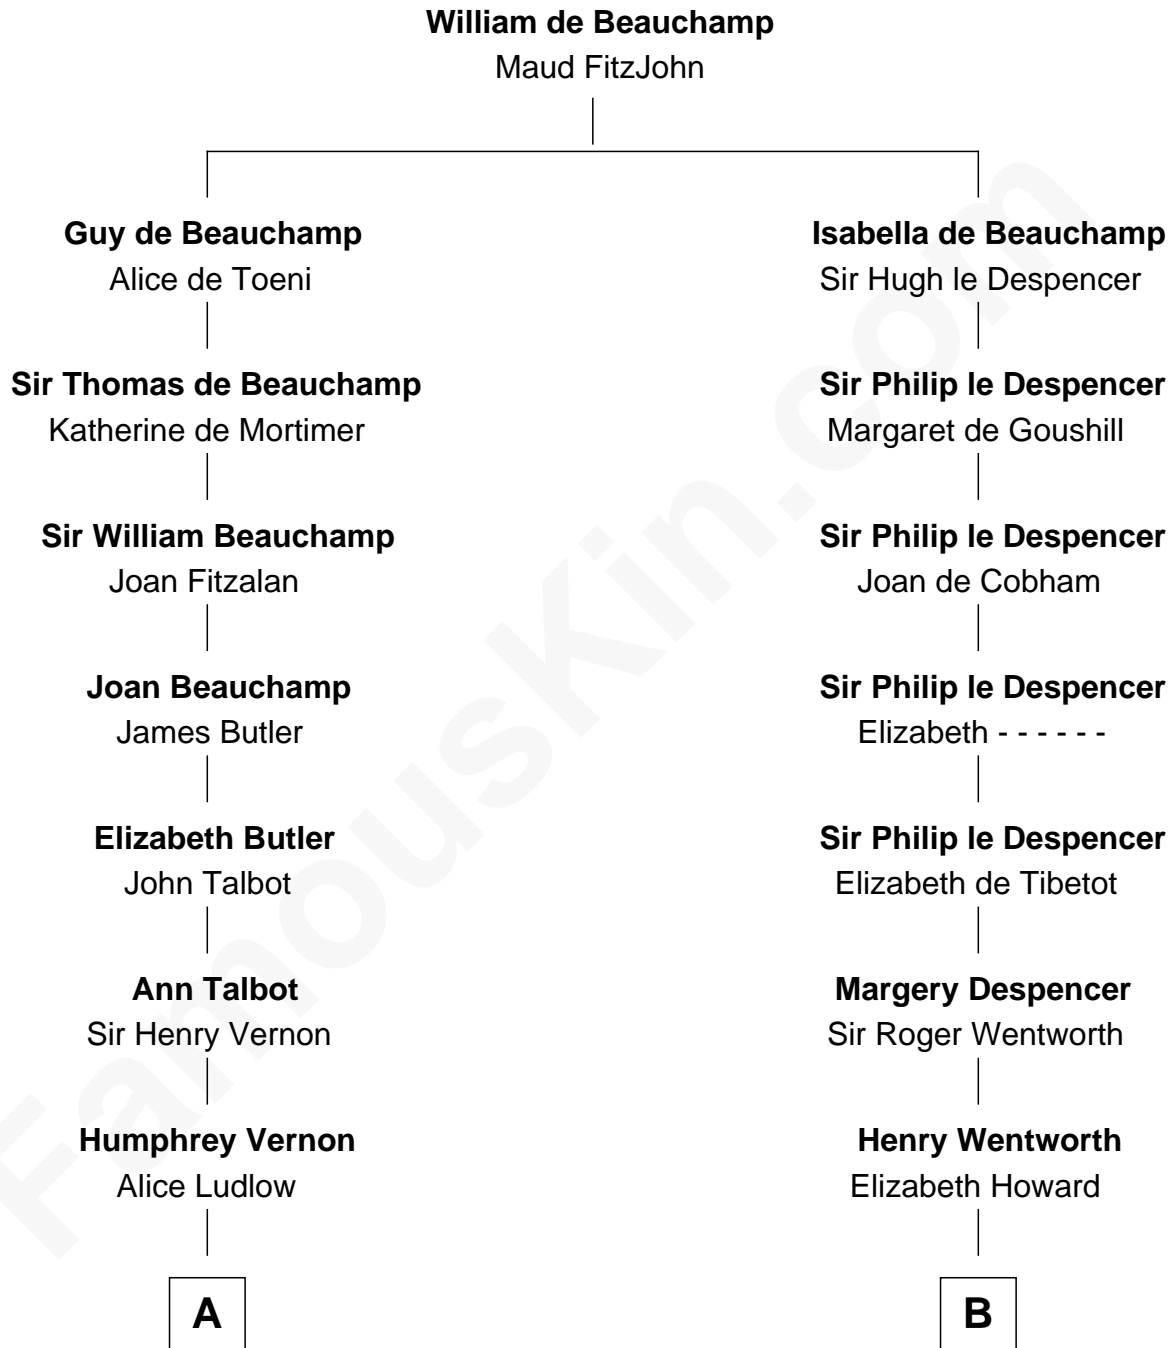 William de Beauchamp
Maud FitzJohn
Guy de Beauchamp
Alice de Toeni
Isabella de Beauchamp
Sir Hugh le Despencer
Sir Thomas de Beauchamp
Katherine de Mortimer
Sir Philip le Despencer
Margaret de Goushill
Sir William Beauchamp
Joan Fitzalan
Sir Philip le Despencer
Joan de Cobham
Joan Beauchamp
James Butler
Sir Philip le Despencer
Elizabeth - - - - - -
Elizabeth Butler
John Talbot
Sir Philip le Despencer
Elizabeth de Tibetot
Ann Talbot
Sir Henry Vernon
Margery Despencer
Sir Roger Wentworth
Humphrey Vernon
Alice Ludlow
Henry Wentworth
Elizabeth Howard
A
B
FamousKin.com